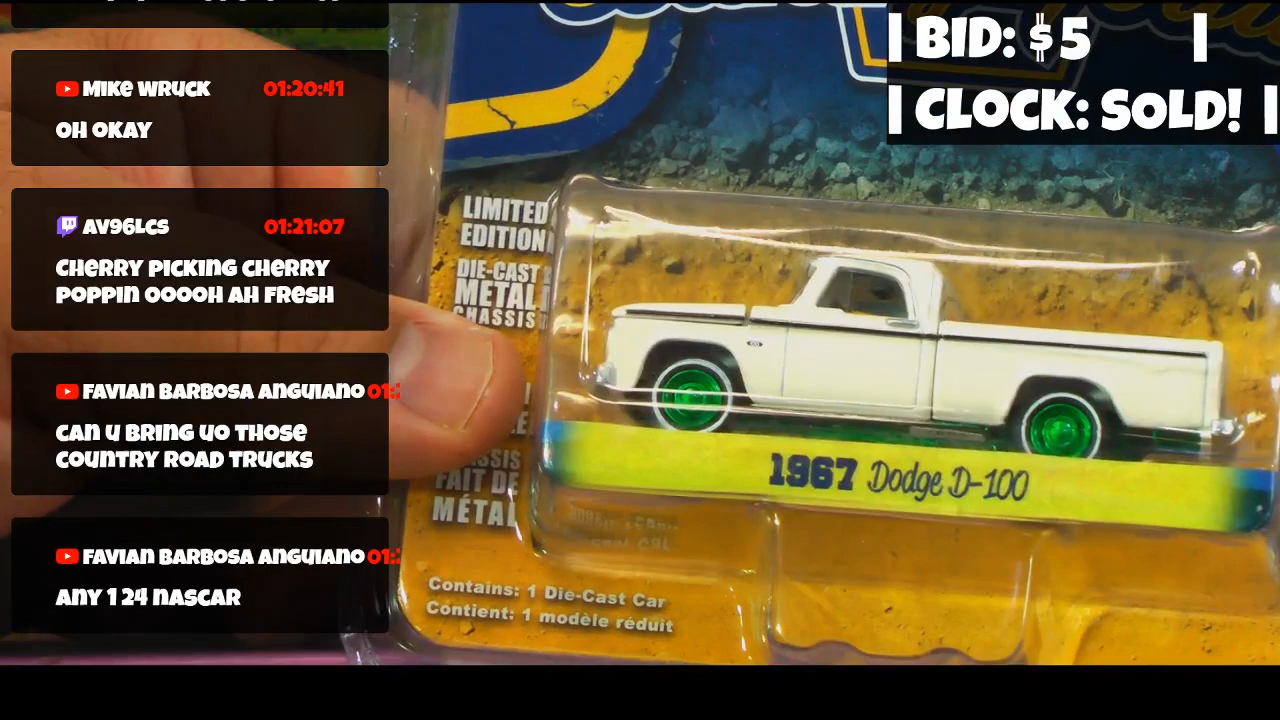 MIKE WRUCK 01:20:41
OH OKAY
AV96LCS 01:21:07
CHERRY PICKING CHERRY
POPPIN OOOOH AH FRESH
FAVIAN BARBOSA ANGUIANO 01:
CAN U BRING UO THOSE
COUNTRY ROAD TRUCKS
FAVIAN BARBOSA ANGUIANO 01:
ANY 1 24 NASCAR
| BID: $5 |
| CLOCK: SOLD! |
LIMITED
EDITION
DIE-CAST
METAL
CHASSIS
FAIT DE
MÉTAL
1967 Dodge D-100
Contains: 1 Die-Cast Car
Contient: 1 modèle réduit